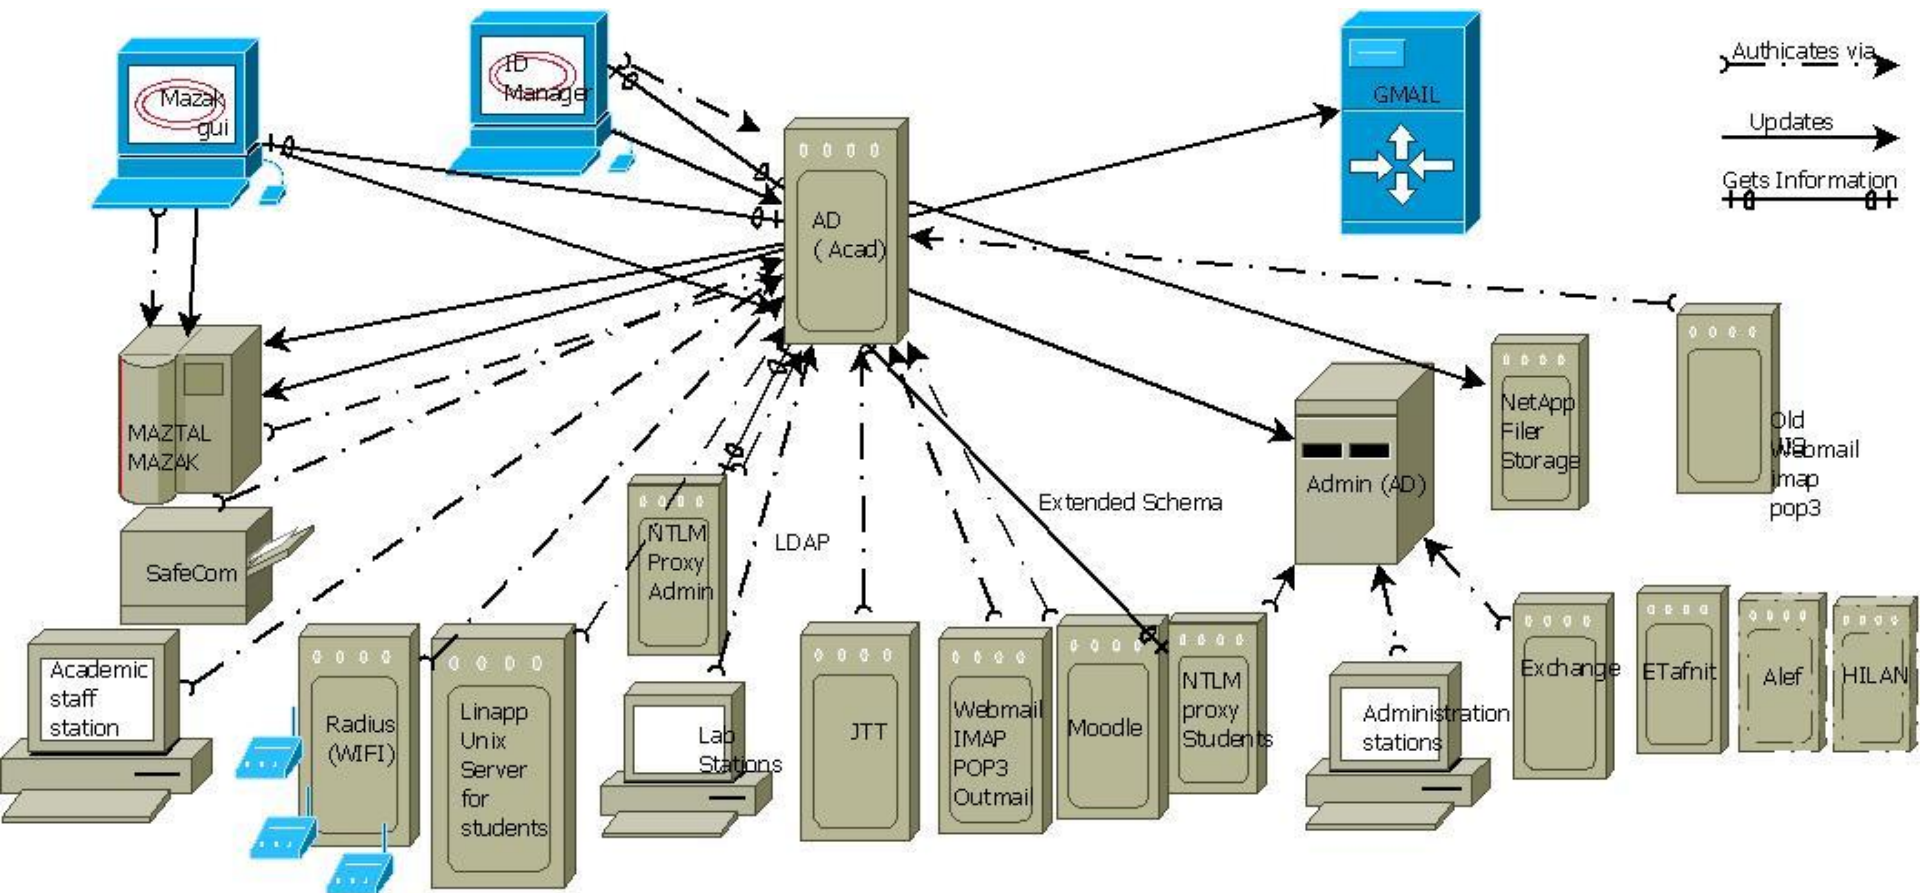 Mazak
gui
ID
Manager
GMAIL
Authicates via
Updates
Gets Information
AD
( Acad)
MAZTAL
MAZAK
SafeCom
NTLM
Proxy
Admin
LDAP
Extended Schema
Admin (AD)
NetApp
Filer
Storage
Old
Webmail
imap
pop3
Academic
staff
station
Radius
(WIFI)
Linapp
Unix
Server
for
students
Lab
Stations
JTT
Webmail
IMAP
POP3
Outmail
Moodle
NTLM
proxy
Students
Administration
stations
Exchange
ETafnit
Alef
HILAN